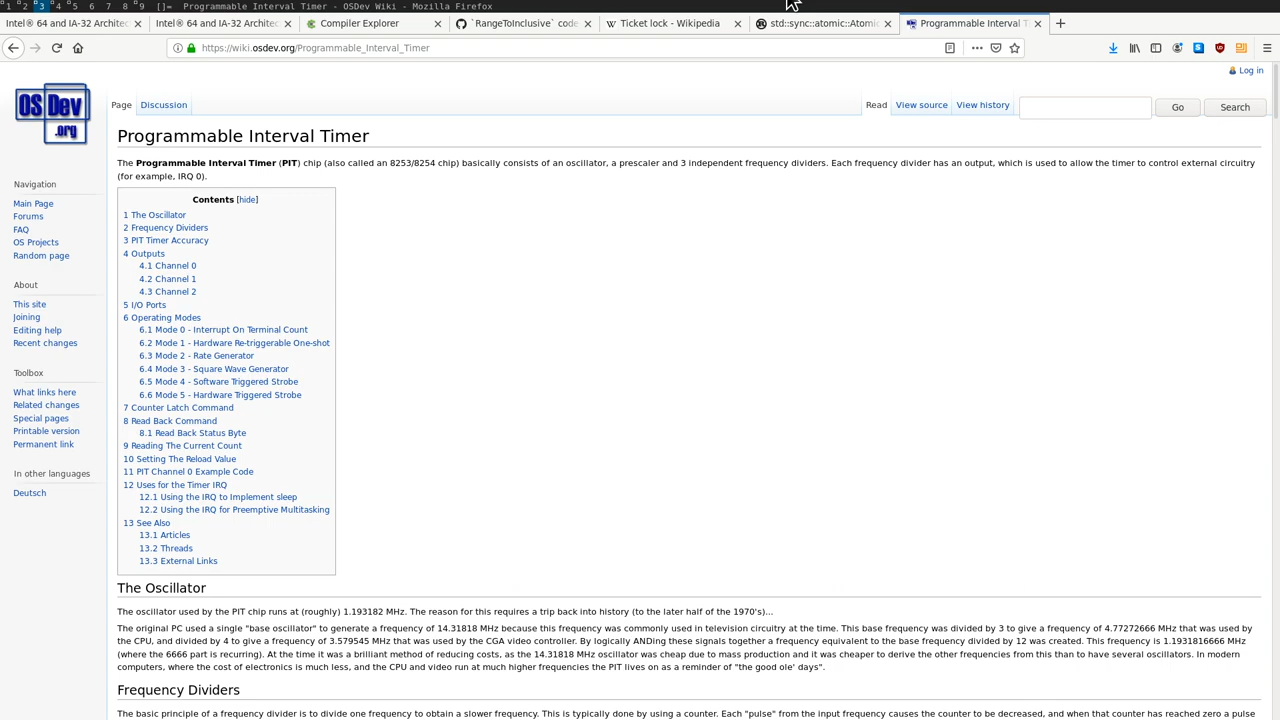 1 2 3 4 5 6 7 8 9 []= Programmable Interval Timer - OSDev Wiki - Mozilla Firefox
Intel® 64 and IA-32 Architec
Intel® 64 and IA-32 Architec
Compiler Explorer
`RangeToInclusive` code
Ticket lock - Wikipedia
std::sync::atomic::Atomic
Programmable Interval T
https://wiki.osdev.org/Programmable_Interval_Timer
Log in
OS Dev .org
Page Discussion Read View source View history Go Search
Programmable Interval Timer
The Programmable Interval Timer (PIT) chip (also called an 8253/8254 chip) basically consists of an oscillator, a prescaler and 3 independent frequency dividers. Each frequency divider has an output, which is used to allow the timer to control external circuitry
(for example, IRQ 0).
Navigation
Main Page
Forums
FAQ
OS Projects
Random page
About
This site
Joining
Editing help
Recent changes
Toolbox
What links here
Related changes
Special pages
Printable version
Permanent link
In other languages
Deutsch
Contents [hide]
1 The Oscillator
2 Frequency Dividers
3 PIT Timer Accuracy
4 Outputs
4.1 Channel 0
4.2 Channel 1
4.3 Channel 2
5 I/O Ports
6 Operating Modes
6.1 Mode 0 - Interrupt On Terminal Count
6.2 Mode 1 - Hardware Re-triggerable One-shot
6.3 Mode 2 - Rate Generator
6.4 Mode 3 - Square Wave Generator
6.5 Mode 4 - Software Triggered Strobe
6.6 Mode 5 - Hardware Triggered Strobe
7 Counter Latch Command
8 Read Back Command
8.1 Read Back Status Byte
9 Reading The Current Count
10 Setting The Reload Value
11 PIT Channel 0 Example Code
12 Uses for the Timer IRQ
12.1 Using the IRQ to Implement sleep
12.2 Using the IRQ for Preemptive Multitasking
13 See Also
13.1 Articles
13.2 Threads
13.3 External Links
The Oscillator
The oscillator used by the PIT chip runs at (roughly) 1.193182 MHz. The reason for this requires a trip back into history (to the later half of the 1970's)...
The original PC used a single "base oscillator" to generate a frequency of 14.31818 MHz because this frequency was commonly used in television circuitry at the time. This base frequency was divided by 3 to give a frequency of 4.77272666 MHz that was used by
the CPU, and divided by 4 to give a frequency of 3.579545 MHz that was used by the CGA video controller. By logically ANDing these signals together a frequency equivalent to the base frequency divided by 12 was created. This frequency is 1.1931816666 MHz
(where the 6666 part is recurring). At the time it was a brilliant method of reducing costs, as the 14.31818 MHz oscillator was cheap due to mass production and it was cheaper to derive the other frequencies from this than to have several oscillators. In modern
computers, where the cost of electronics is much less, and the CPU and video run at much higher frequencies the PIT lives on as a reminder of "the good ole' days".
Frequency Dividers
The basic principle of a frequency divider is to divide one frequency to obtain a slower frequency. This is typically done by using a counter. Each "pulse" from the input frequency causes the counter to be decreased, and when that counter has reached zero a pulse